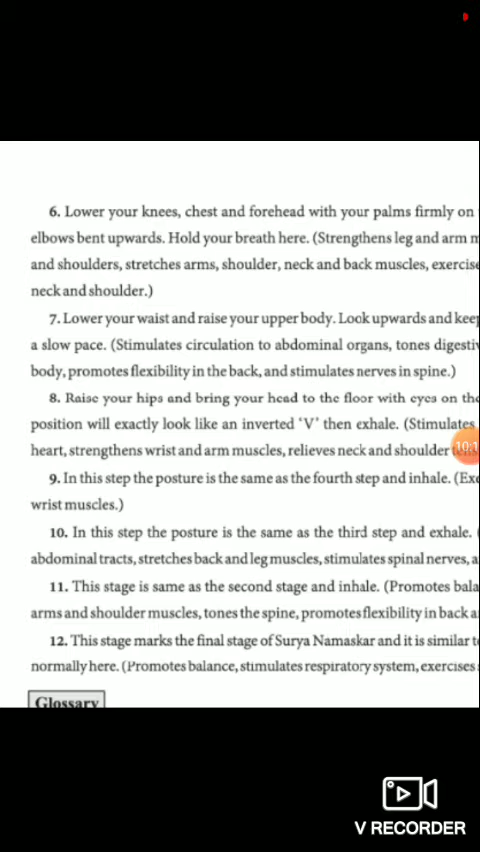 6. Lower your knees, chest and forehead with your palms firmly on
elbows bent upwards. Hold your breath here. (Strengthens leg and arm
and shoulders, stretches arms, shoulder, neck and back muscles, exercise
neck and shoulder.)
7. Lower your waist and raise your upper body. Look upwards and keep
a slow pace. (Stimulates circulation to abdominal organs, tones digestiv
body, promotes flexibility in the back, and stimulates nerves in spine.)
8. Raise your hips and bring your head to the floor with eyes on the
position will exactly look like an inverted ‘V’ then exhale. (Stimulates
heart, strengthens wrist and arm muscles, relieves neck and shoulder
10:1
9. In this step the posture is the same as the fourth step and inhale. (Exe
wrist muscles.)
10. In this step the posture is the same as the third step and exhale.
abdominal tracts, stretches back and leg muscles, stimulates spinal nerves, a
11. This stage is same as the second stage and inhale. (Promotes bala
arms and shoulder muscles, tones the spine, promotes flexibility in back a
12. This stage marks the final stage of Surya Namaskar and it is similar t
normally here. (Promotes balance, stimulates respiratory system, exercises
Glossary
V RECORDER